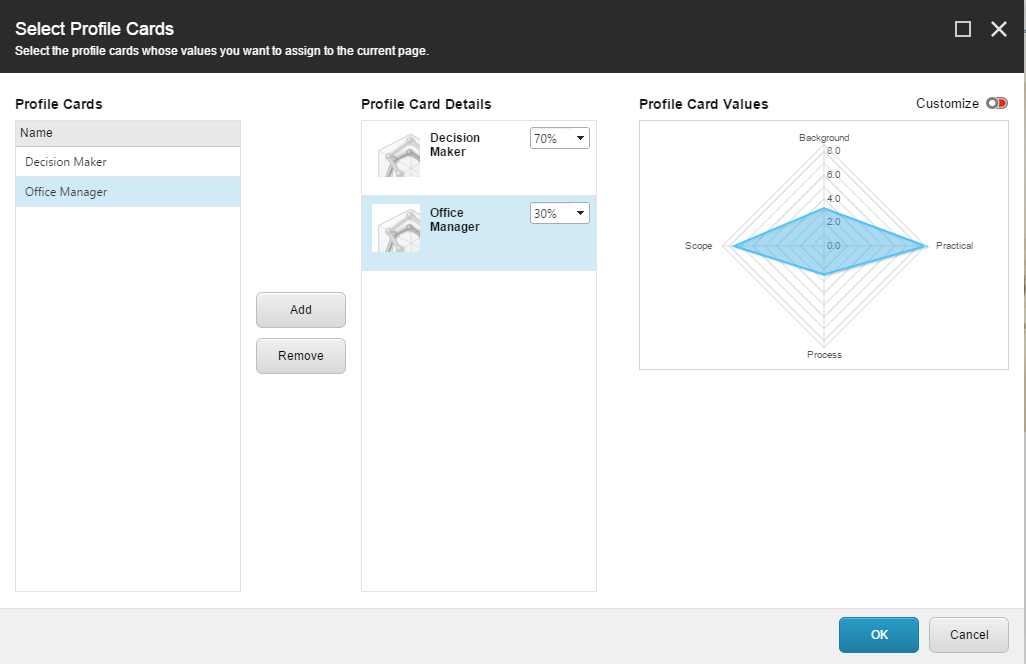 Select Profile Cards
Select the profile cards whose values you want to assign to the current page.
Profile Cards
Name
Decision Maker
Office Manager
Add
Remove
Profile Card Details
Decision
Maker
70%
Office
Manager
30%
Profile Card Values
Customize
Background
8.0
6.0
4.0
2.0
Scope
0.0
Practical
Process
OK
Cancel